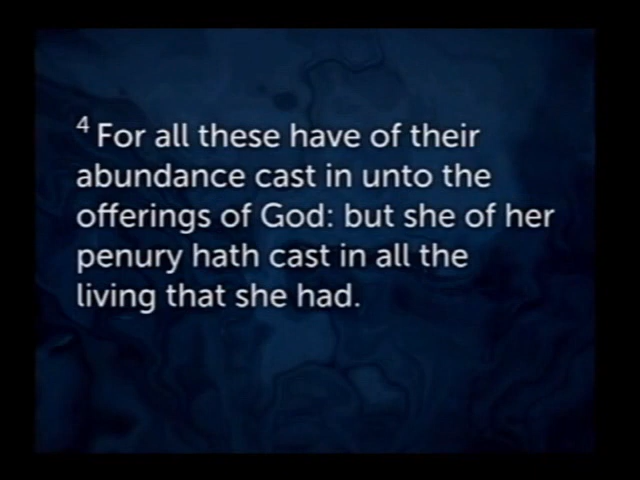 4 For all these have of their
abundance cast in unto the
offerings of God: but she of her
penury hath cast in all the
living that she had.